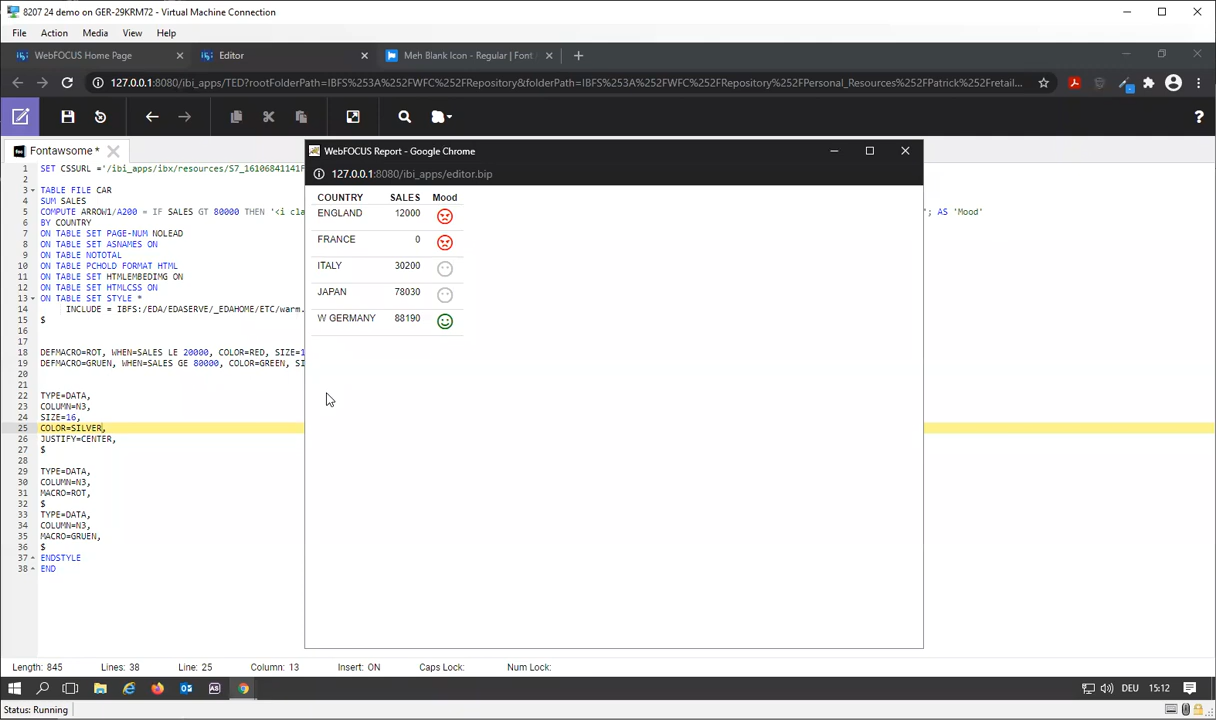 8207 24 demo on GER-29KRM72 - Virtual Machine Connection
File Action Media View Help
WebFOCUS Home Page Editor Meh Blank Icon - Regular | Font
127.0.0.1:8080/ibi_apps/TED?rootFolderPath=IBFS%253A%252FWFC%252FRepository&folderPath=IBFS%253A%252FWFC%252FRepository%252FPersonal_Resources%252FPatrick%252Fretail...
?
Fontawsome *
WebFOCUS Report - Google Chrome
127.0.0.1:8080/ibi_apps/editor.bip
COUNTRY SALES Mood
ENGLAND 12000
FRANCE 0
ITALY 30200
JAPAN 78030
W GERMANY 88190
1 SET CSSURL ='/ibi_apps/ibx/resources/S7_16106841141F
2
3 TABLE FILE CAR
4 SUM SALES
5 COMPUTE ARROW1/A200 = IF SALES GT 80000 THEN '<i cla "; AS 'Mood'
6 BY COUNTRY
7 ON TABLE SET PAGE-NUM NOLEAD
8 ON TABLE SET ASNAMES ON
9 ON TABLE NOTOTAL
10 ON TABLE PCHOLD FORMAT HTML
11 ON TABLE SET HTMLEMBEDIMG ON
12 ON TABLE SET HTMLCSS ON
13 ON TABLE SET STYLE *
14 INCLUDE = IBFS:/EDA/EDASERVE/_EDAHOME/ETC/warm.
15 $
16
17
18 DEFMACRO=ROT, WHEN=SALES LE 20000, COLOR=RED, SIZE=1
19 DEFMACRO=GRUEN, WHEN=SALES GE 80000, COLOR=GREEN, SI
20
21
22 TYPE=DATA,
23 COLUMN=N3,
24 SIZE=16,
25 COLOR=SILVER,
26 JUSTIFY=CENTER,
27 $
28
29 TYPE=DATA,
30 COLUMN=N3,
31 MACRO=ROT,
32 $
33 TYPE=DATA,
34 COLUMN=N3,
35 MACRO=GRUEN,
36 $
37 ENDSTYLE
38 END
Length: 845 Lines: 38 Line: 25 Column: 13 Insert: ON Caps Lock: Num Lock:
DEU 15:12
Status: Running